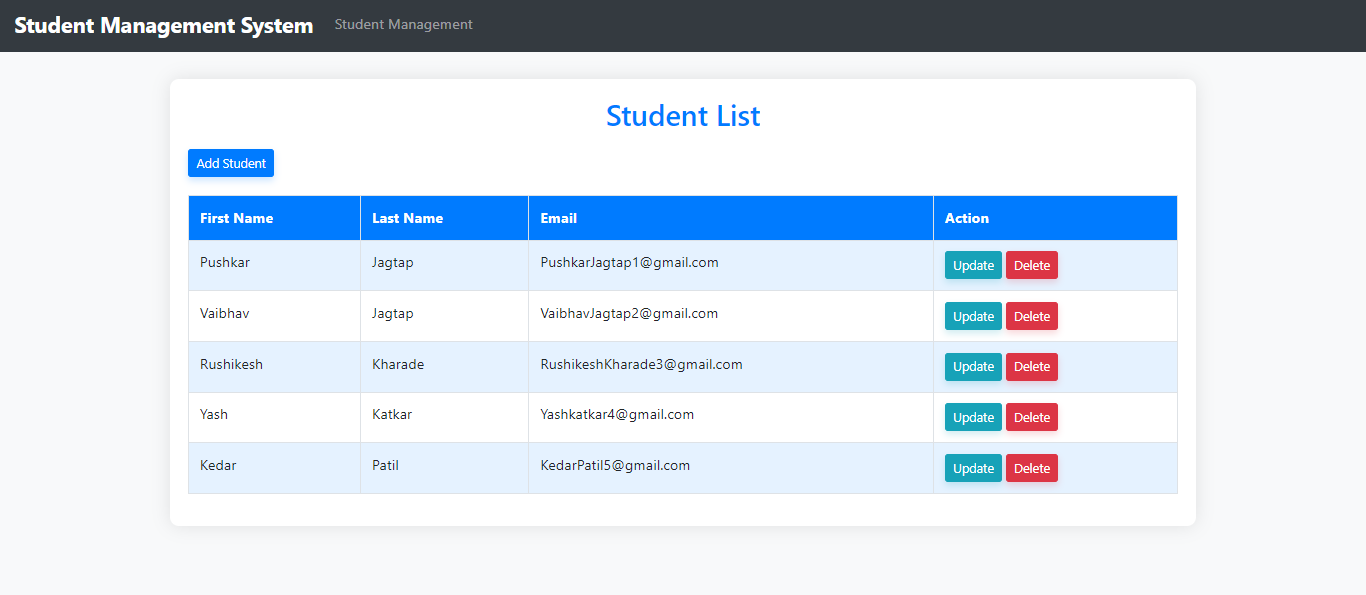 Student Management System Student Management
Student List
Add Student
First Name Last Name Email Action
Pushkar Jagtap PushkarJagtap1@gmail.com Update Delete
Vaibhav Jagtap VaibhavJagtap2@gmail.com Update Delete
Rushikesh Kharade RushikeshKharade3@gmail.com Update Delete
Yash Katkar Yashkatkar4@gmail.com Update Delete
Kedar Patil KedarPatil5@gmail.com Update Delete